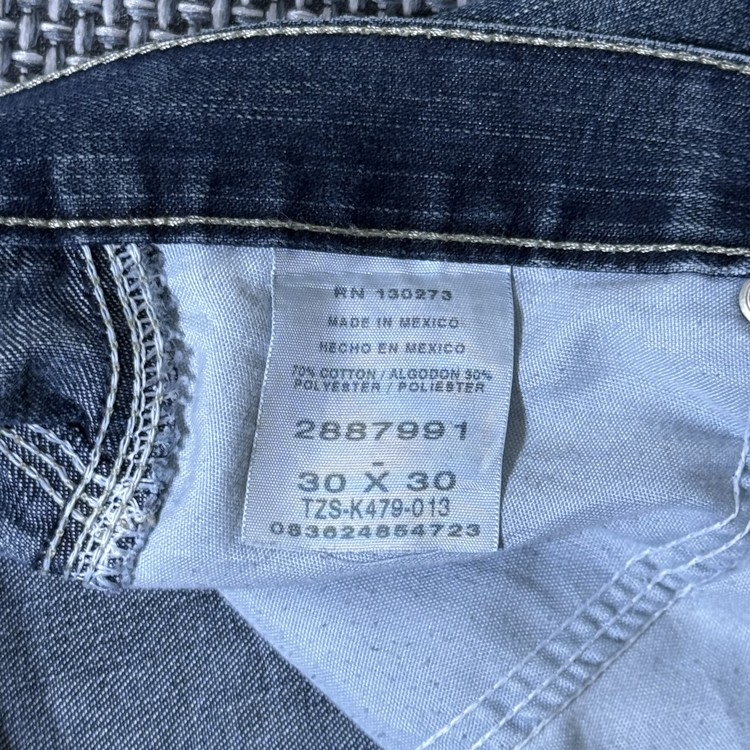 RN 130273
MADE IN MEXICO
HECHO EN MEXICO
70% COTTON / ALGODON 30%
POLYESTER / POLIESTER
2887991
-
30 X 30
TZS-K479-013
083624854723